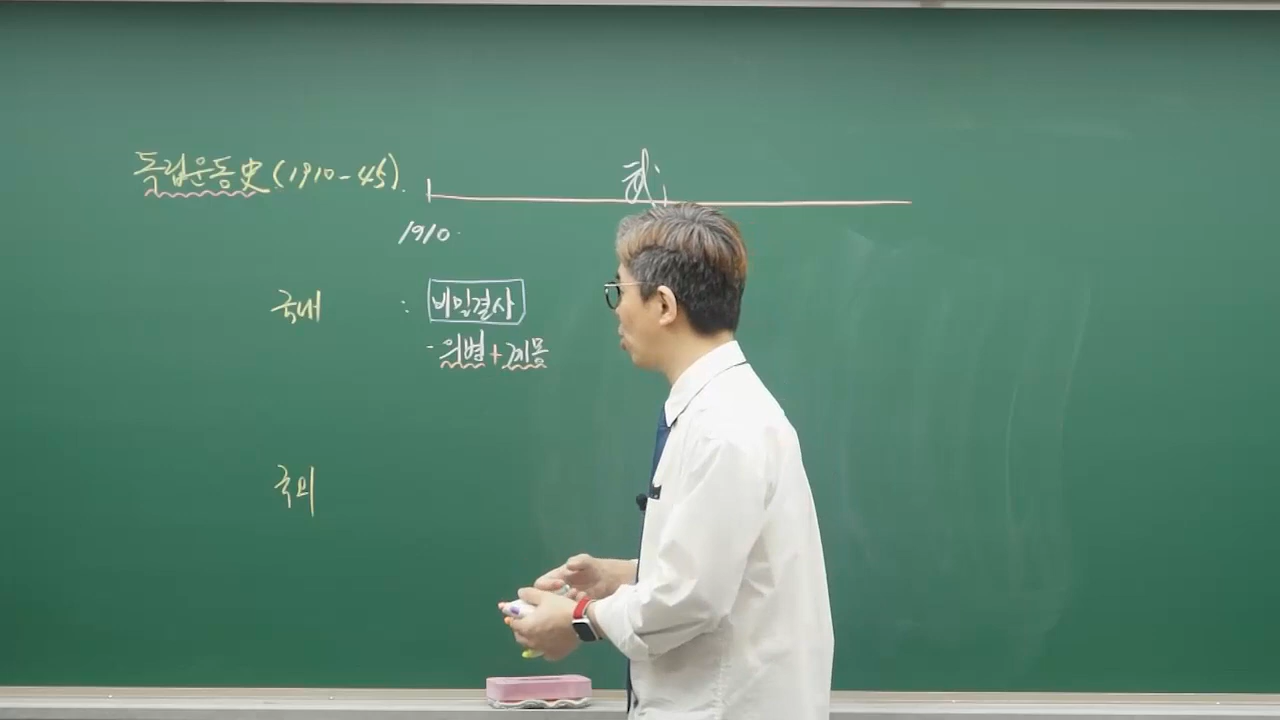 독립운동史(1910-45).
武
1910.
국내 : 비밀결사
· 의병+계몽
국외